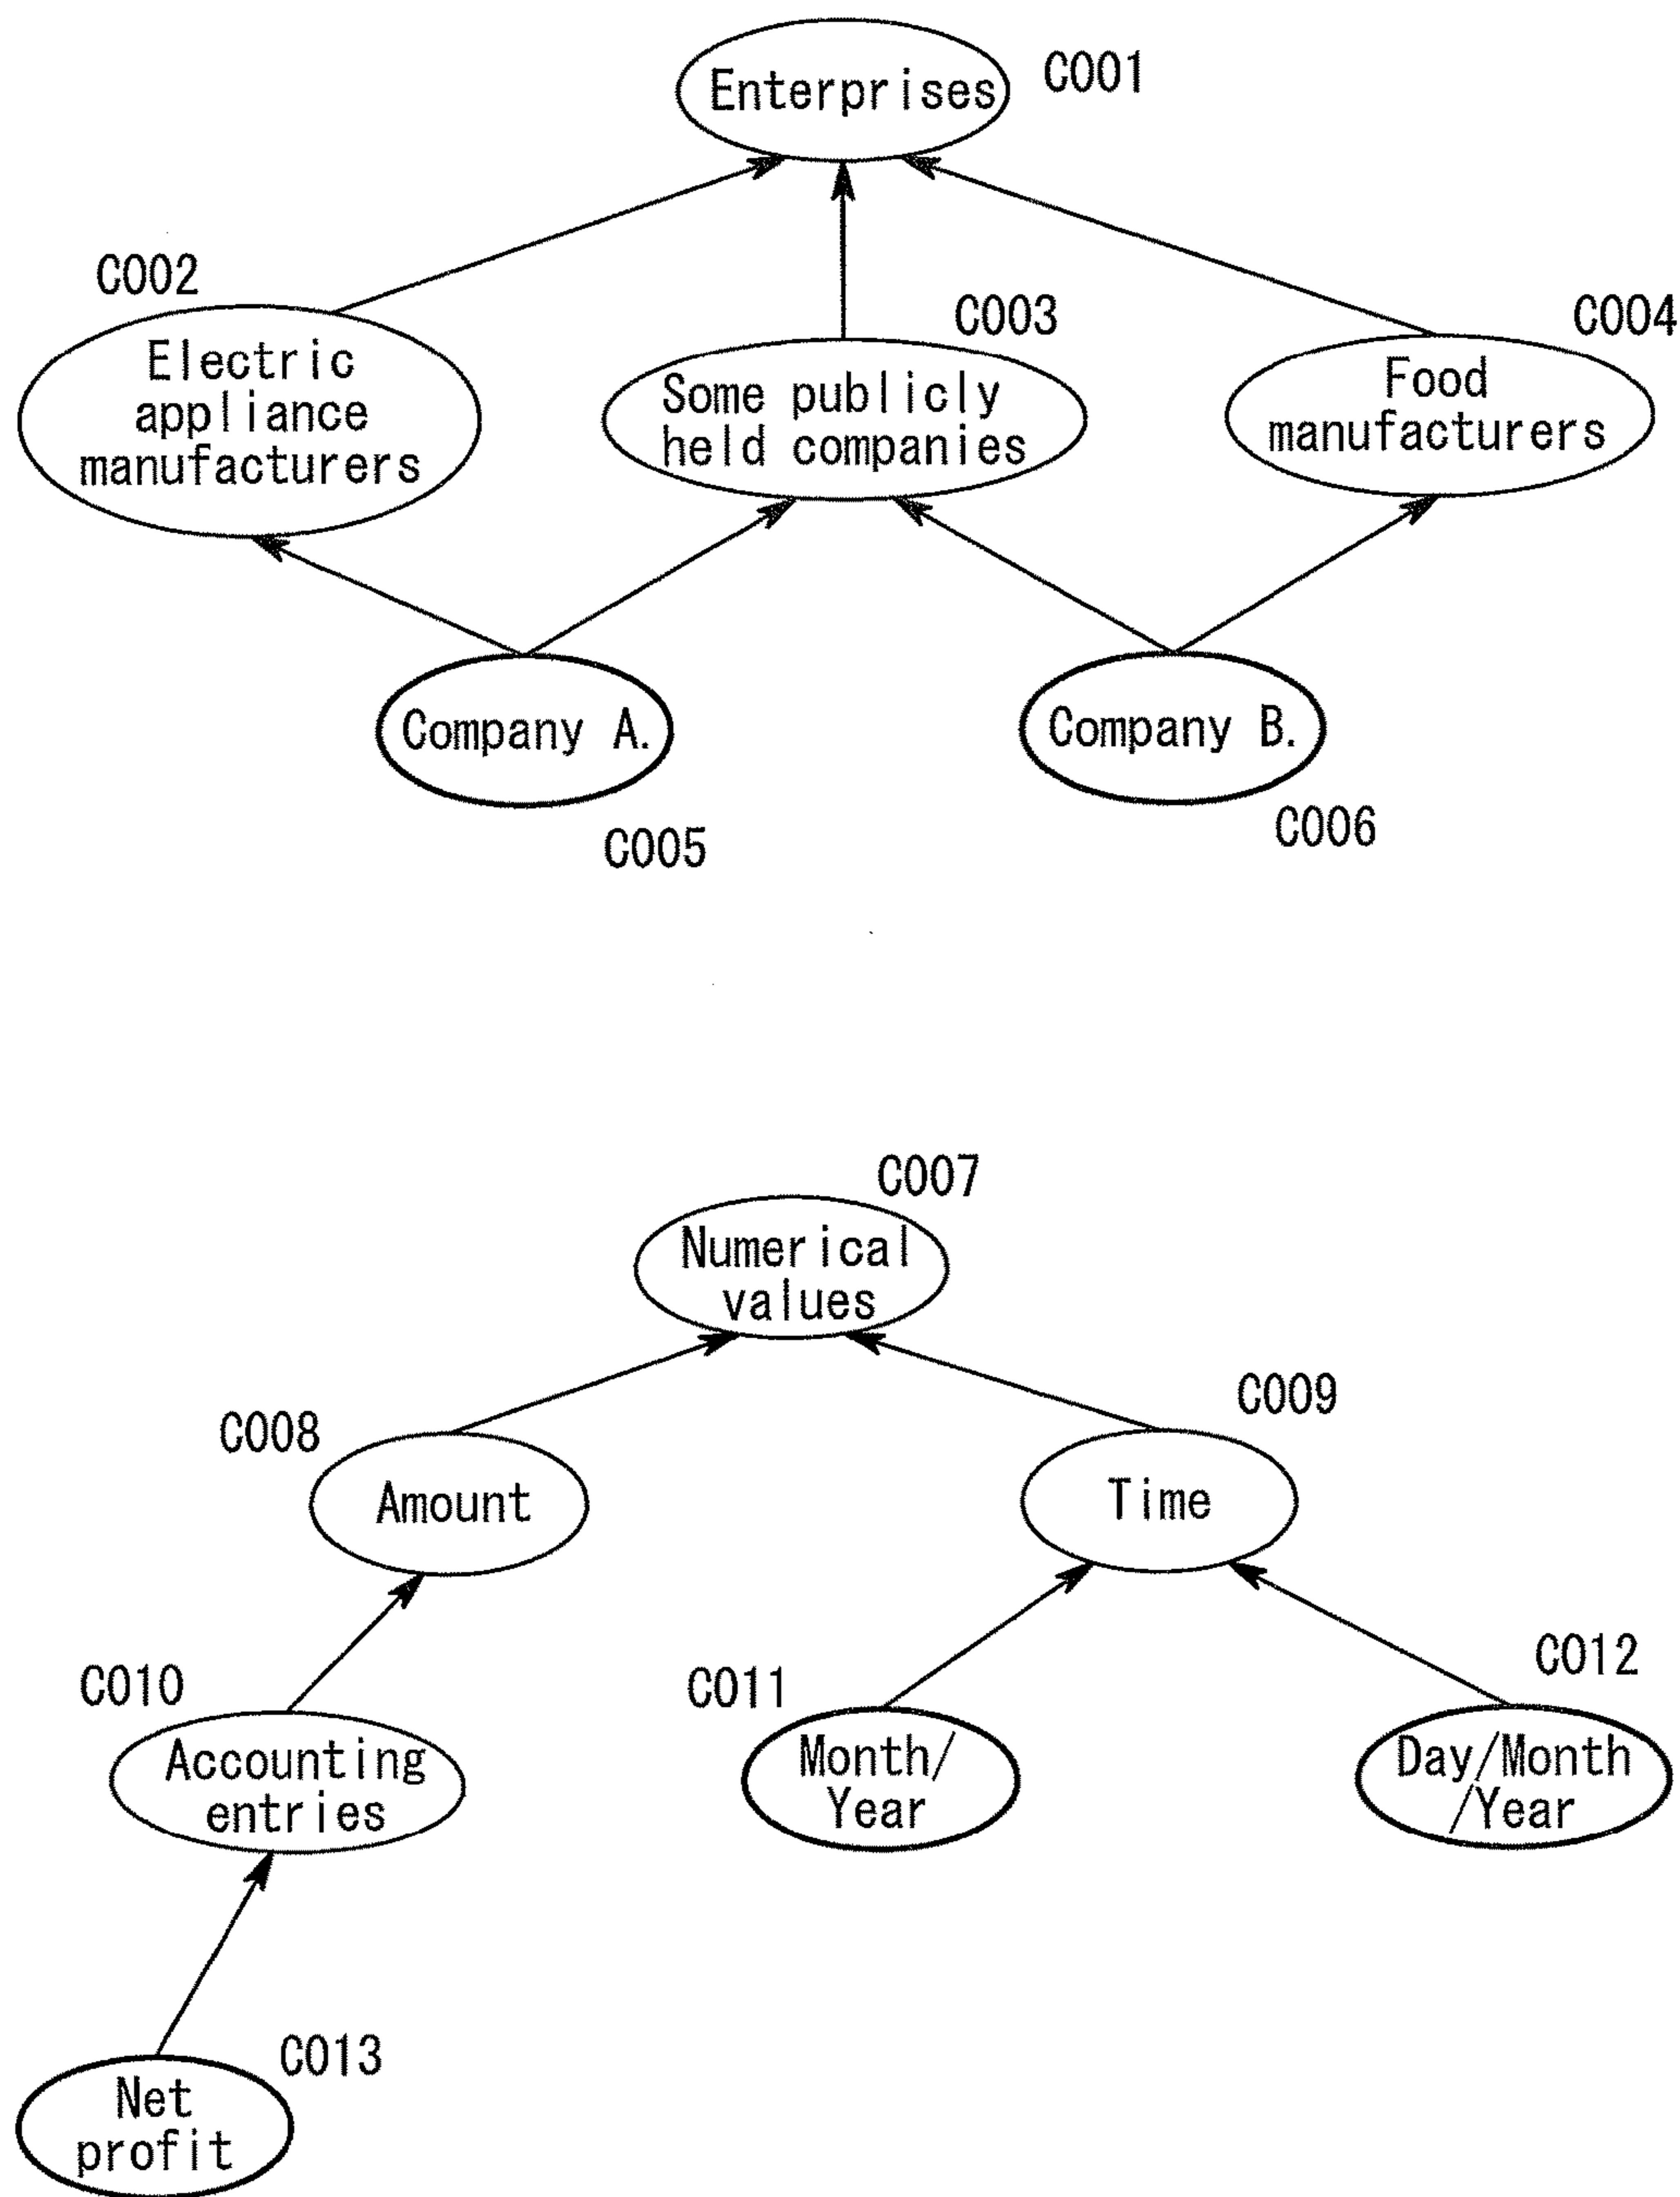 Enterprises
C001
C002
C003
C004
Electric
appliance
manufacturers
Some publicly
held companies
Food
manufacturers
Company A.
Company B.
C005
C006
C007
Numerical
values
C008
C009
Amount
Time
C010
C011
C012
Accounting
entries
Month/
Year
Day/Month
/Year
C013
Net
profit